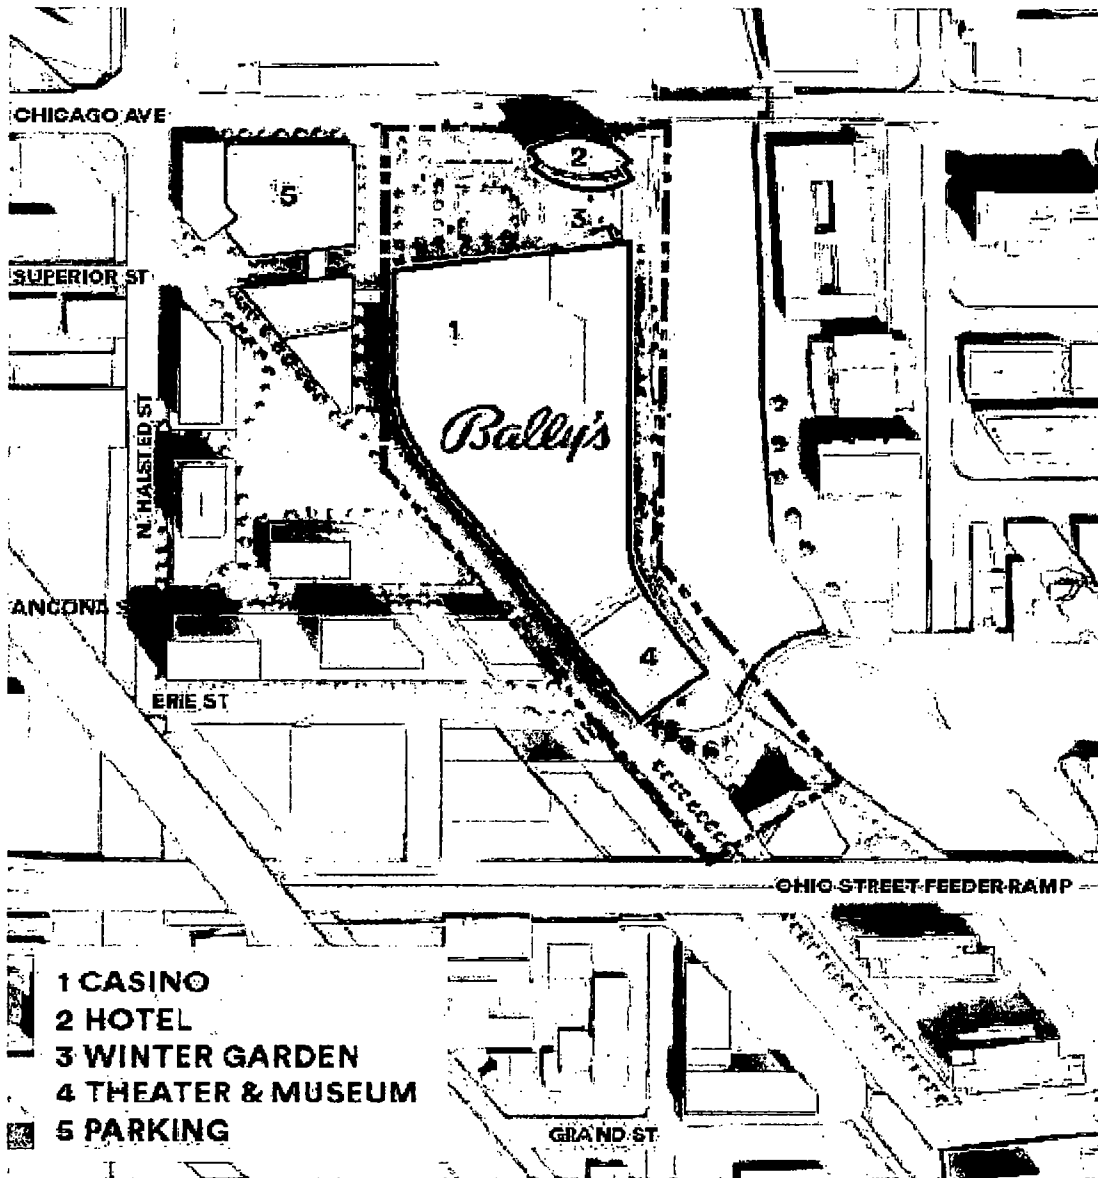 CHICAGO AVE
2
5
3
SUPERIOR ST
1
Bally's
N. HALSTED ST
ANCONA S
4
ERIE ST
OHIO STREET FEEDER RAMP
1 CASINO
2 HOTEL
3 WINTER GARDEN
4 THEATER & MUSEUM
5 PARKING
GRAND ST